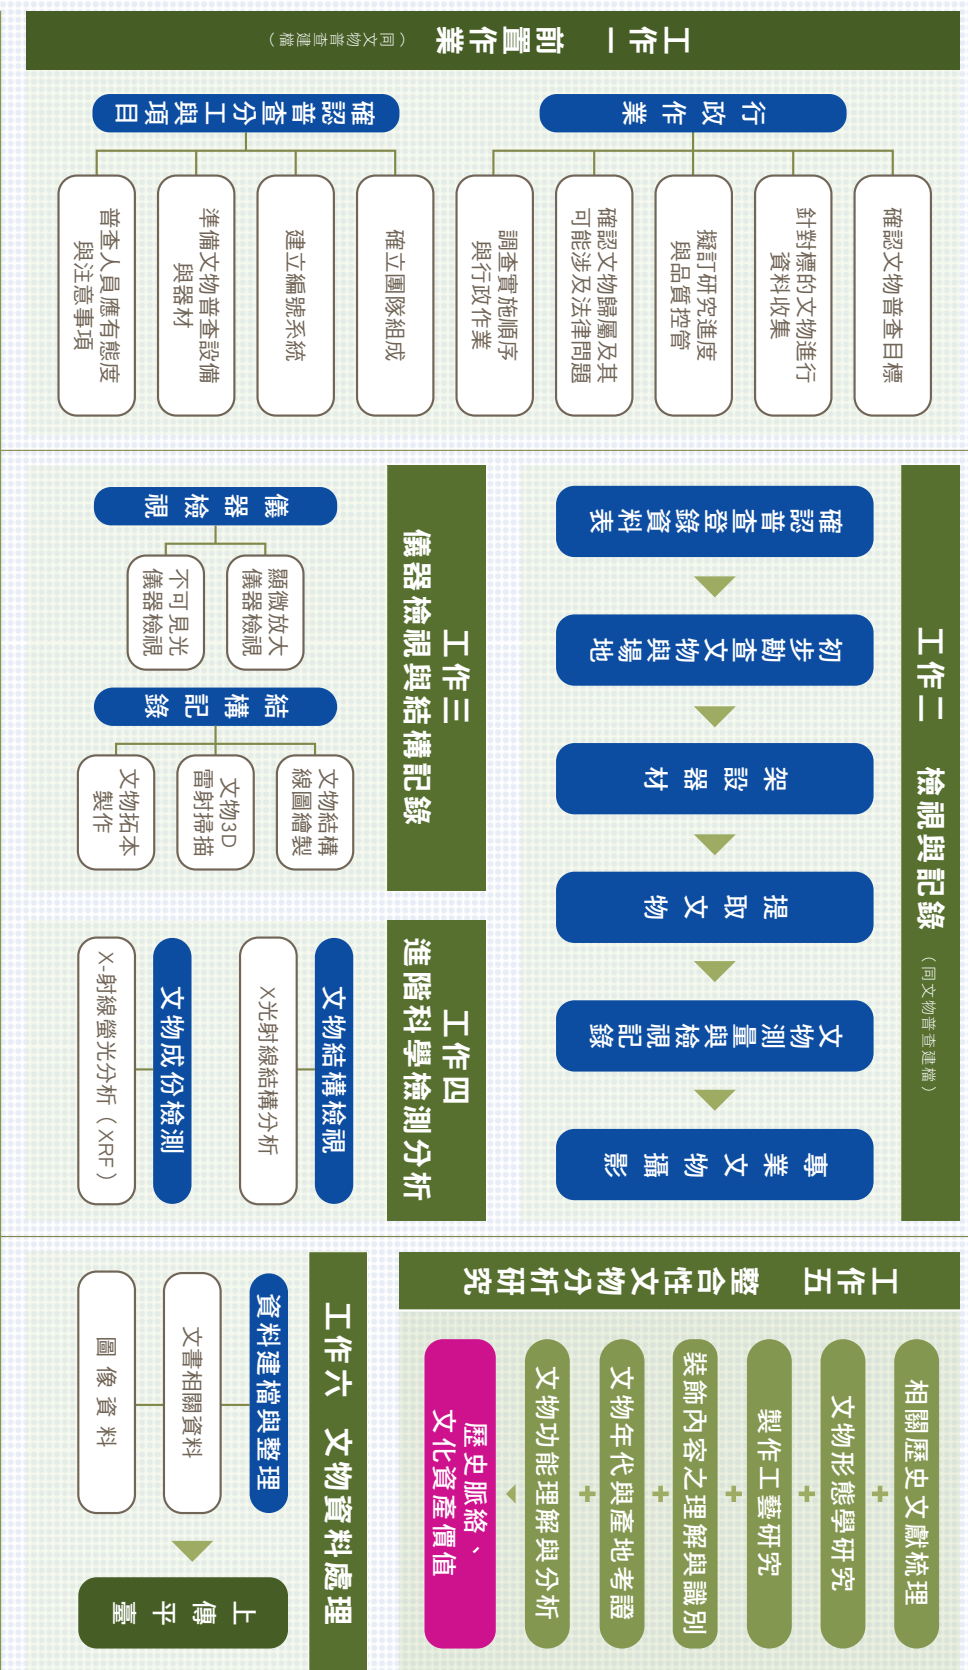 工作一　前置作業（同文物普查建檔）
行政作業
確認文物普查目標
針對標的文物進行
資料收集
擬訂研究進度
與品質控管
確認文物歸屬及其
可能涉及法律問題
調查實施順序
與行政作業
確認普查分工與項目
確立團隊組成
建立編號系統
準備文物普查設備
與器材
普查人員應有態度
與注意事項
工作二　檢視與記錄（同文物普查建檔）
確認普查登錄資料表
初步勘查文物與場地
架設器材
提取文物
文物測量與檢視記錄
專業文物攝影
工作三
儀器檢視與結構記錄
儀器檢視
顯微放大
儀器檢視
不可見光
儀器檢視
結構記錄
文物結構
線圖繪製
文物3D
雷射掃描
文物拓本
製作
工作四
進階科學檢測分析
文物結構檢視
X光射線結構分析
文物成份檢測
X-射線螢光分析（XRF）
工作五　整合性文物分析研究
相關歷史文獻梳理
文物形態學研究
製作工藝研究
裝飾內容之理解與識別
文物年代與產地考證
文物功能理解與分析
歷史脈絡、
文化資產價值
工作六　文物資料處理
資料建檔與整理
文書相關資料
圖像資料
上傳平臺